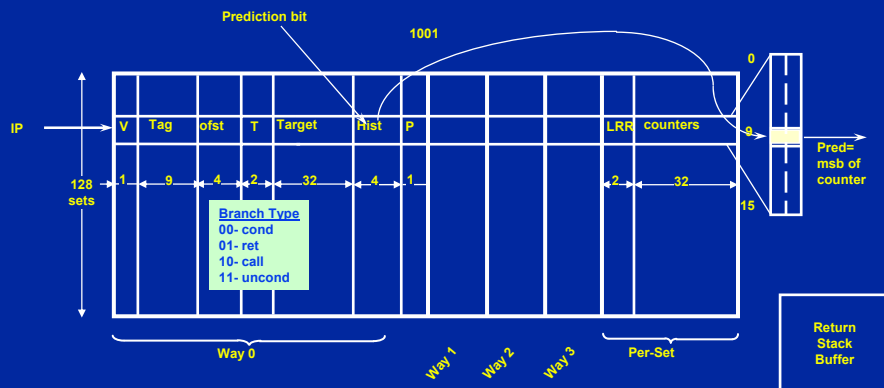 Prediction bit
1001
0
IP
V Tag ofst T Target Hist P LRR counters
9
Pred=
msb of
counter
128
sets
1 9 4 2 32 4 1 2 32
15
Branch Type
00- cond
01- ret
10- call
11- uncond
Way 0
Way 1
Way 2
Way 3
Per-Set
Return
Stack
Buffer